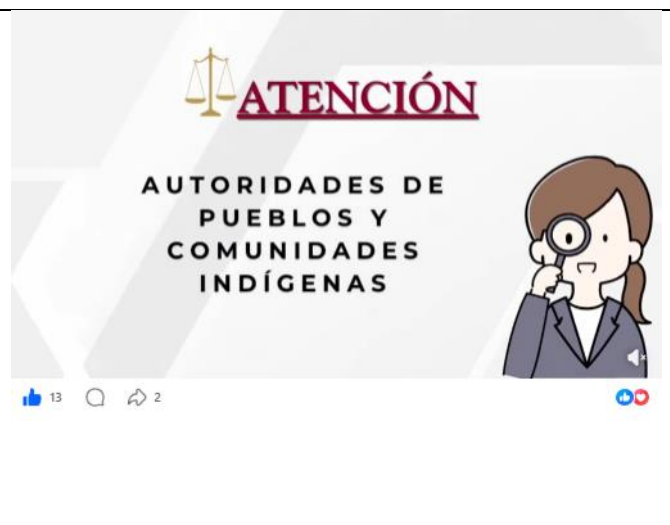 ATENCIÓN
AUTORIDADES DE
PUEBLOS Y
COMUNIDADES
INDÍGENAS
13
2